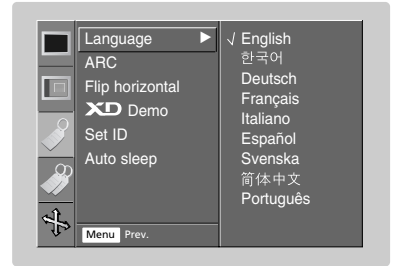 Language ▶
ARC
Flip horizontal
XD Demo
Set ID
Auto sleep
Menu Prev.
√ English
한국어
Deutsch
Français
Italiano
Español
Svenska
简体中文
Português